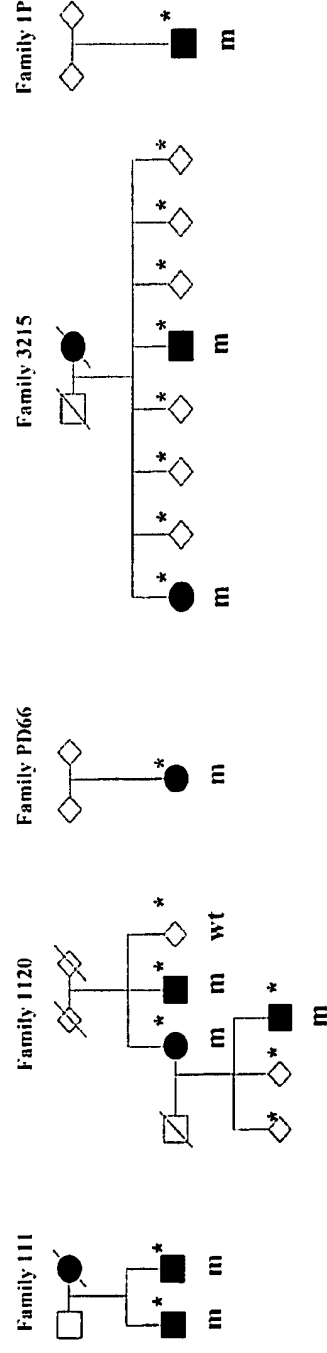 Family 111
* *
m m
Family 1120
* * *
m m wt
* * *
m
Family PD66
*
m
Family 3215
* * * * * * * *
m m
Family 1P
*
m